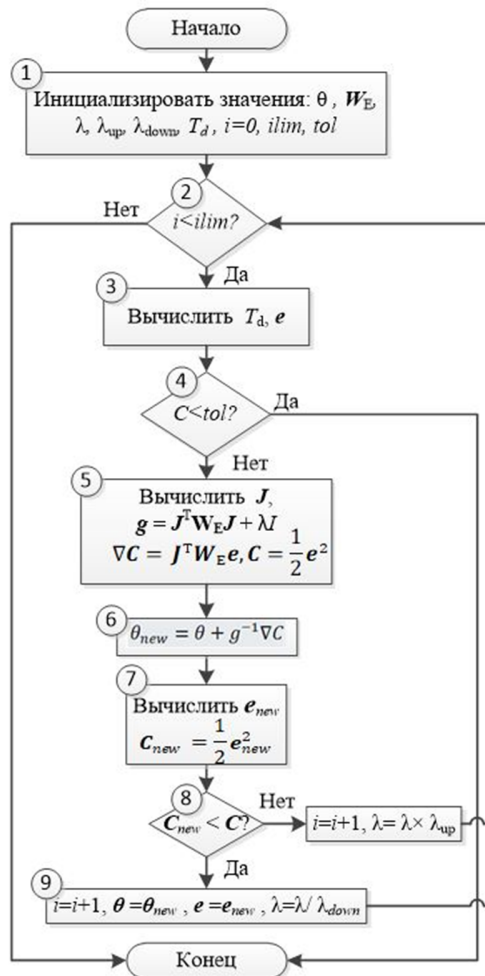 Начало
1
Инициализировать значения: θ , W_E,
λ, λ_up, λ_down, T_d , i=0, ilim, tol
2
Нет
i<ilim?
Да
3
Вычислить T_d, e
4
C<tol?
Да
Нет
5
Вычислить J,
g = J^T W_E J + λI
∇C = J^T W_E e, C = 1/2 e^2
6
θ_new = θ + g^-1 ∇C
7
Вычислить e_new
C_new = 1/2 e^2_new
8
C_new < C?
Нет
i=i+1, λ= λ× λ_up
Да
9
i=i+1, θ =θ_new , e =e_new , λ=λ/ λ_down
Конец